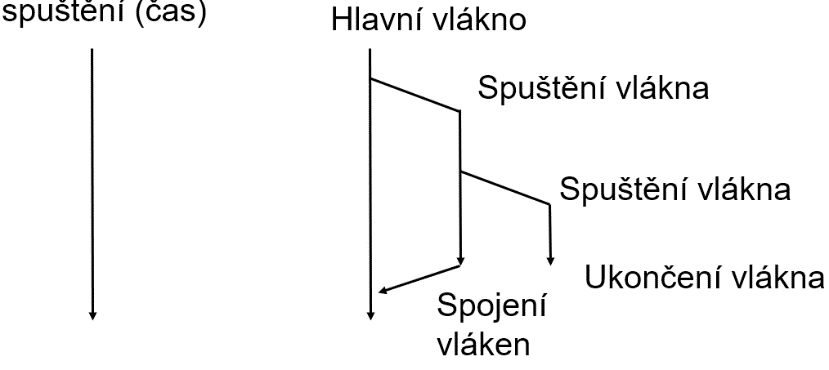 spuštění (čas)
Hlavní vlákno
Spuštění vlákna
Spuštění vlákna
Ukončení vlákna
Spojení
vláken